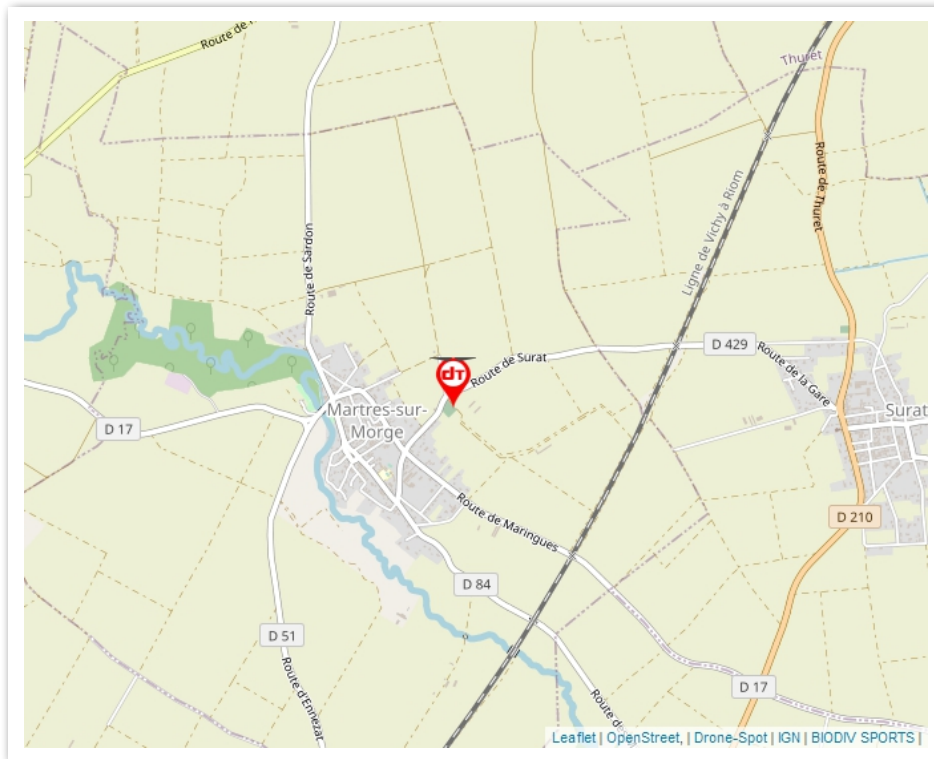 Route de
Thuret
Route de Sardon
Route de Thuret
Ligne de Vichy à Riom
Route de Surat
D 429
Route de la Gare
dT
Martres-sur-
Morge
Surat
D 17
Route de Maringues
D 210
D 84
D 51
Route d'Ennezat
D 17
Route de
Leaflet | OpenStreet, | Drone-Spot | IGN | BIODIV SPORTS |